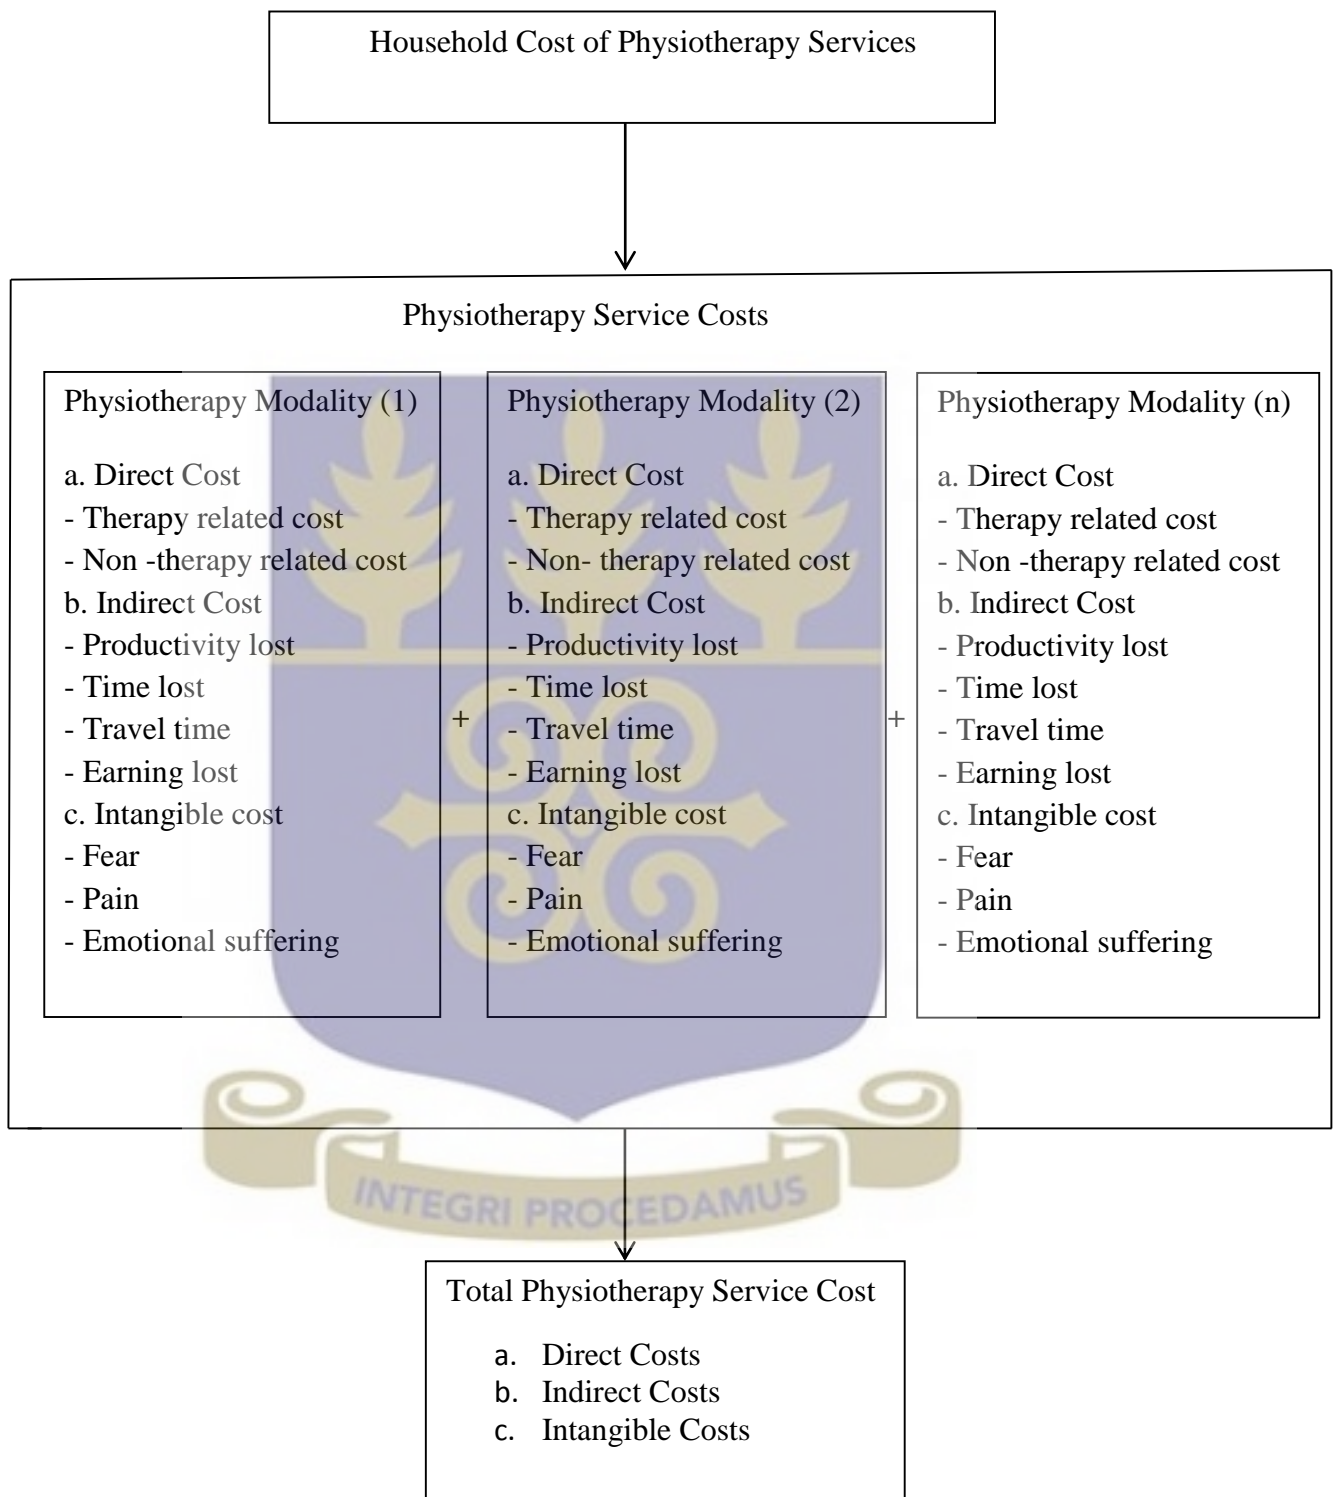 Household Cost of Physiotherapy Services
Physiotherapy Service Costs
Physiotherapy Modality (1)
a. Direct Cost
- Therapy related cost
- Non -therapy related cost
b. Indirect Cost
- Productivity lost
- Time lost
- Travel time
- Earning lost
c. Intangible cost
- Fear
- Pain
- Emotional suffering
+
Physiotherapy Modality (2)
a. Direct Cost
- Therapy related cost
- Non- therapy related cost
b. Indirect Cost
- Productivity lost
- Time lost
- Travel time
- Earning lost
c. Intangible cost
- Fear
- Pain
- Emotional suffering
+
Physiotherapy Modality (n)
a. Direct Cost
- Therapy related cost
- Non -therapy related cost
b. Indirect Cost
- Productivity lost
- Time lost
- Travel time
- Earning lost
c. Intangible cost
- Fear
- Pain
- Emotional suffering
INTEGRI PROCEDAMUS
Total Physiotherapy Service Cost
a. Direct Costs
b. Indirect Costs
c. Intangible Costs